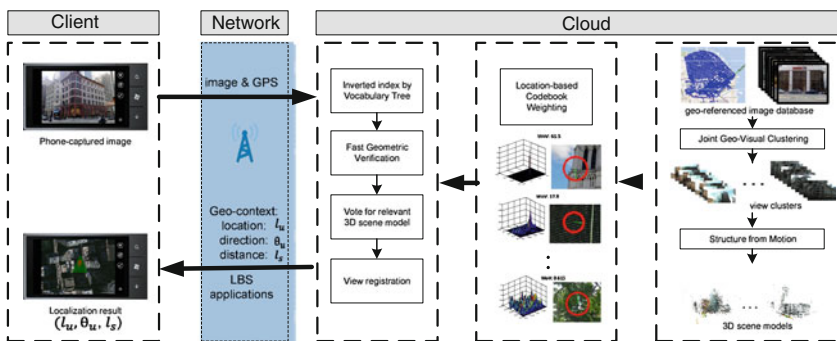 Client
Network
Cloud
Phone-captured image
Localization result
(l_u, θ_u, l_s)
image & GPS
Geo-context:
location: l_u
direction: θ_u
distance: l_s
LBS
applications
Inverted index by
Vocabulary Tree
Fast Geometric
Verification
Vote for relevant
3D scene model
View registration
Location-based
Codebook
Weighting
geo-referenced image database
Joint Geo-Visual Clustering
view clusters
Structure from Motion
3D scene models